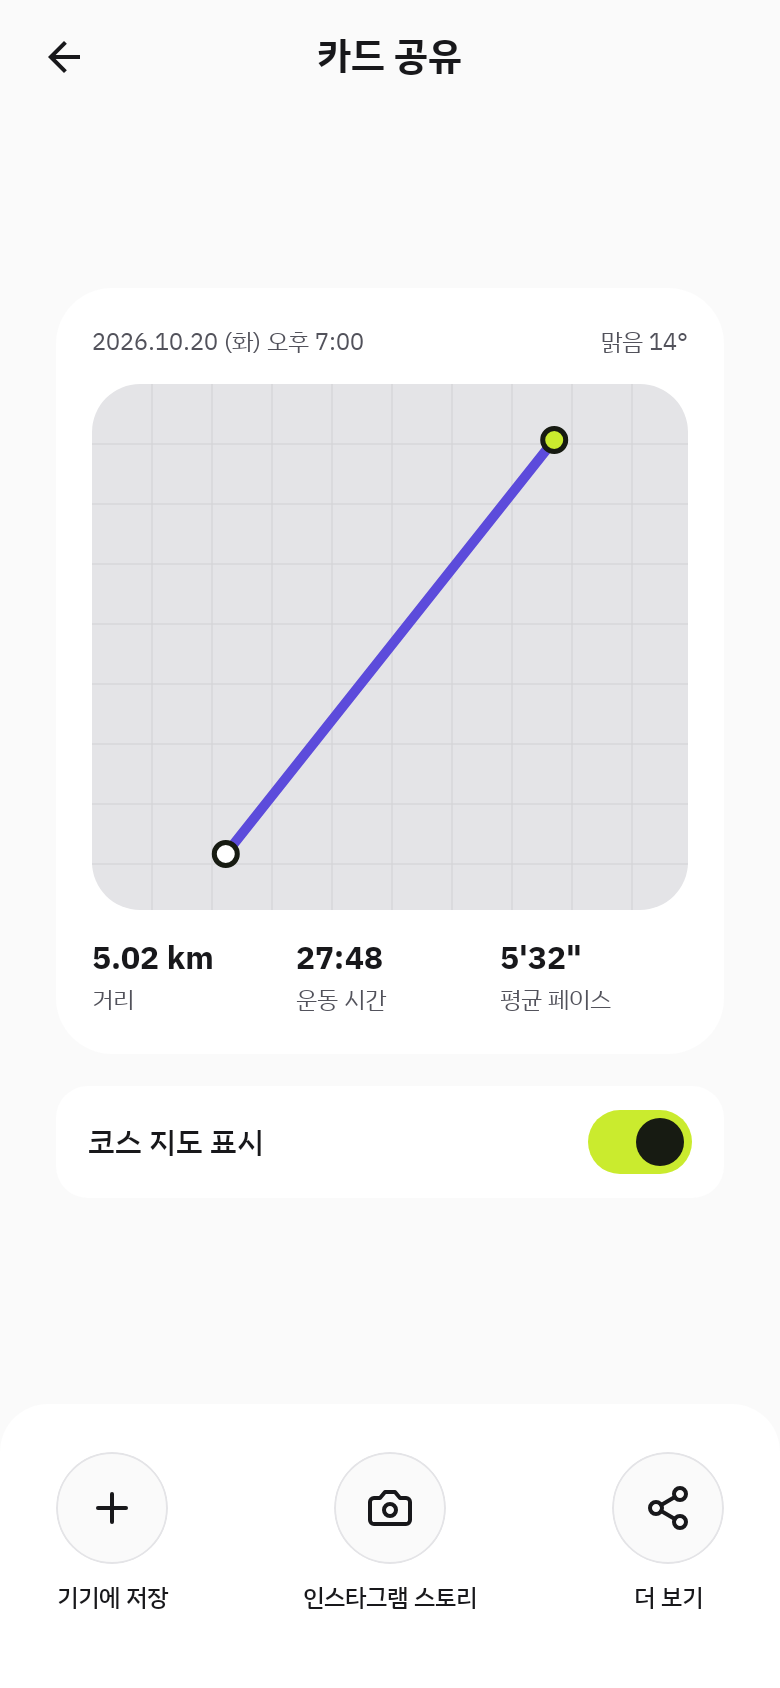 카드 공유
2026.10.20 (화) 오후 7:00
맑음 14°
5.02 km
27:48
5'32"
거리
운동 시간
평균 페이스
코스 지도 표시
기기에 저장
인스타그램 스토리
더 보기